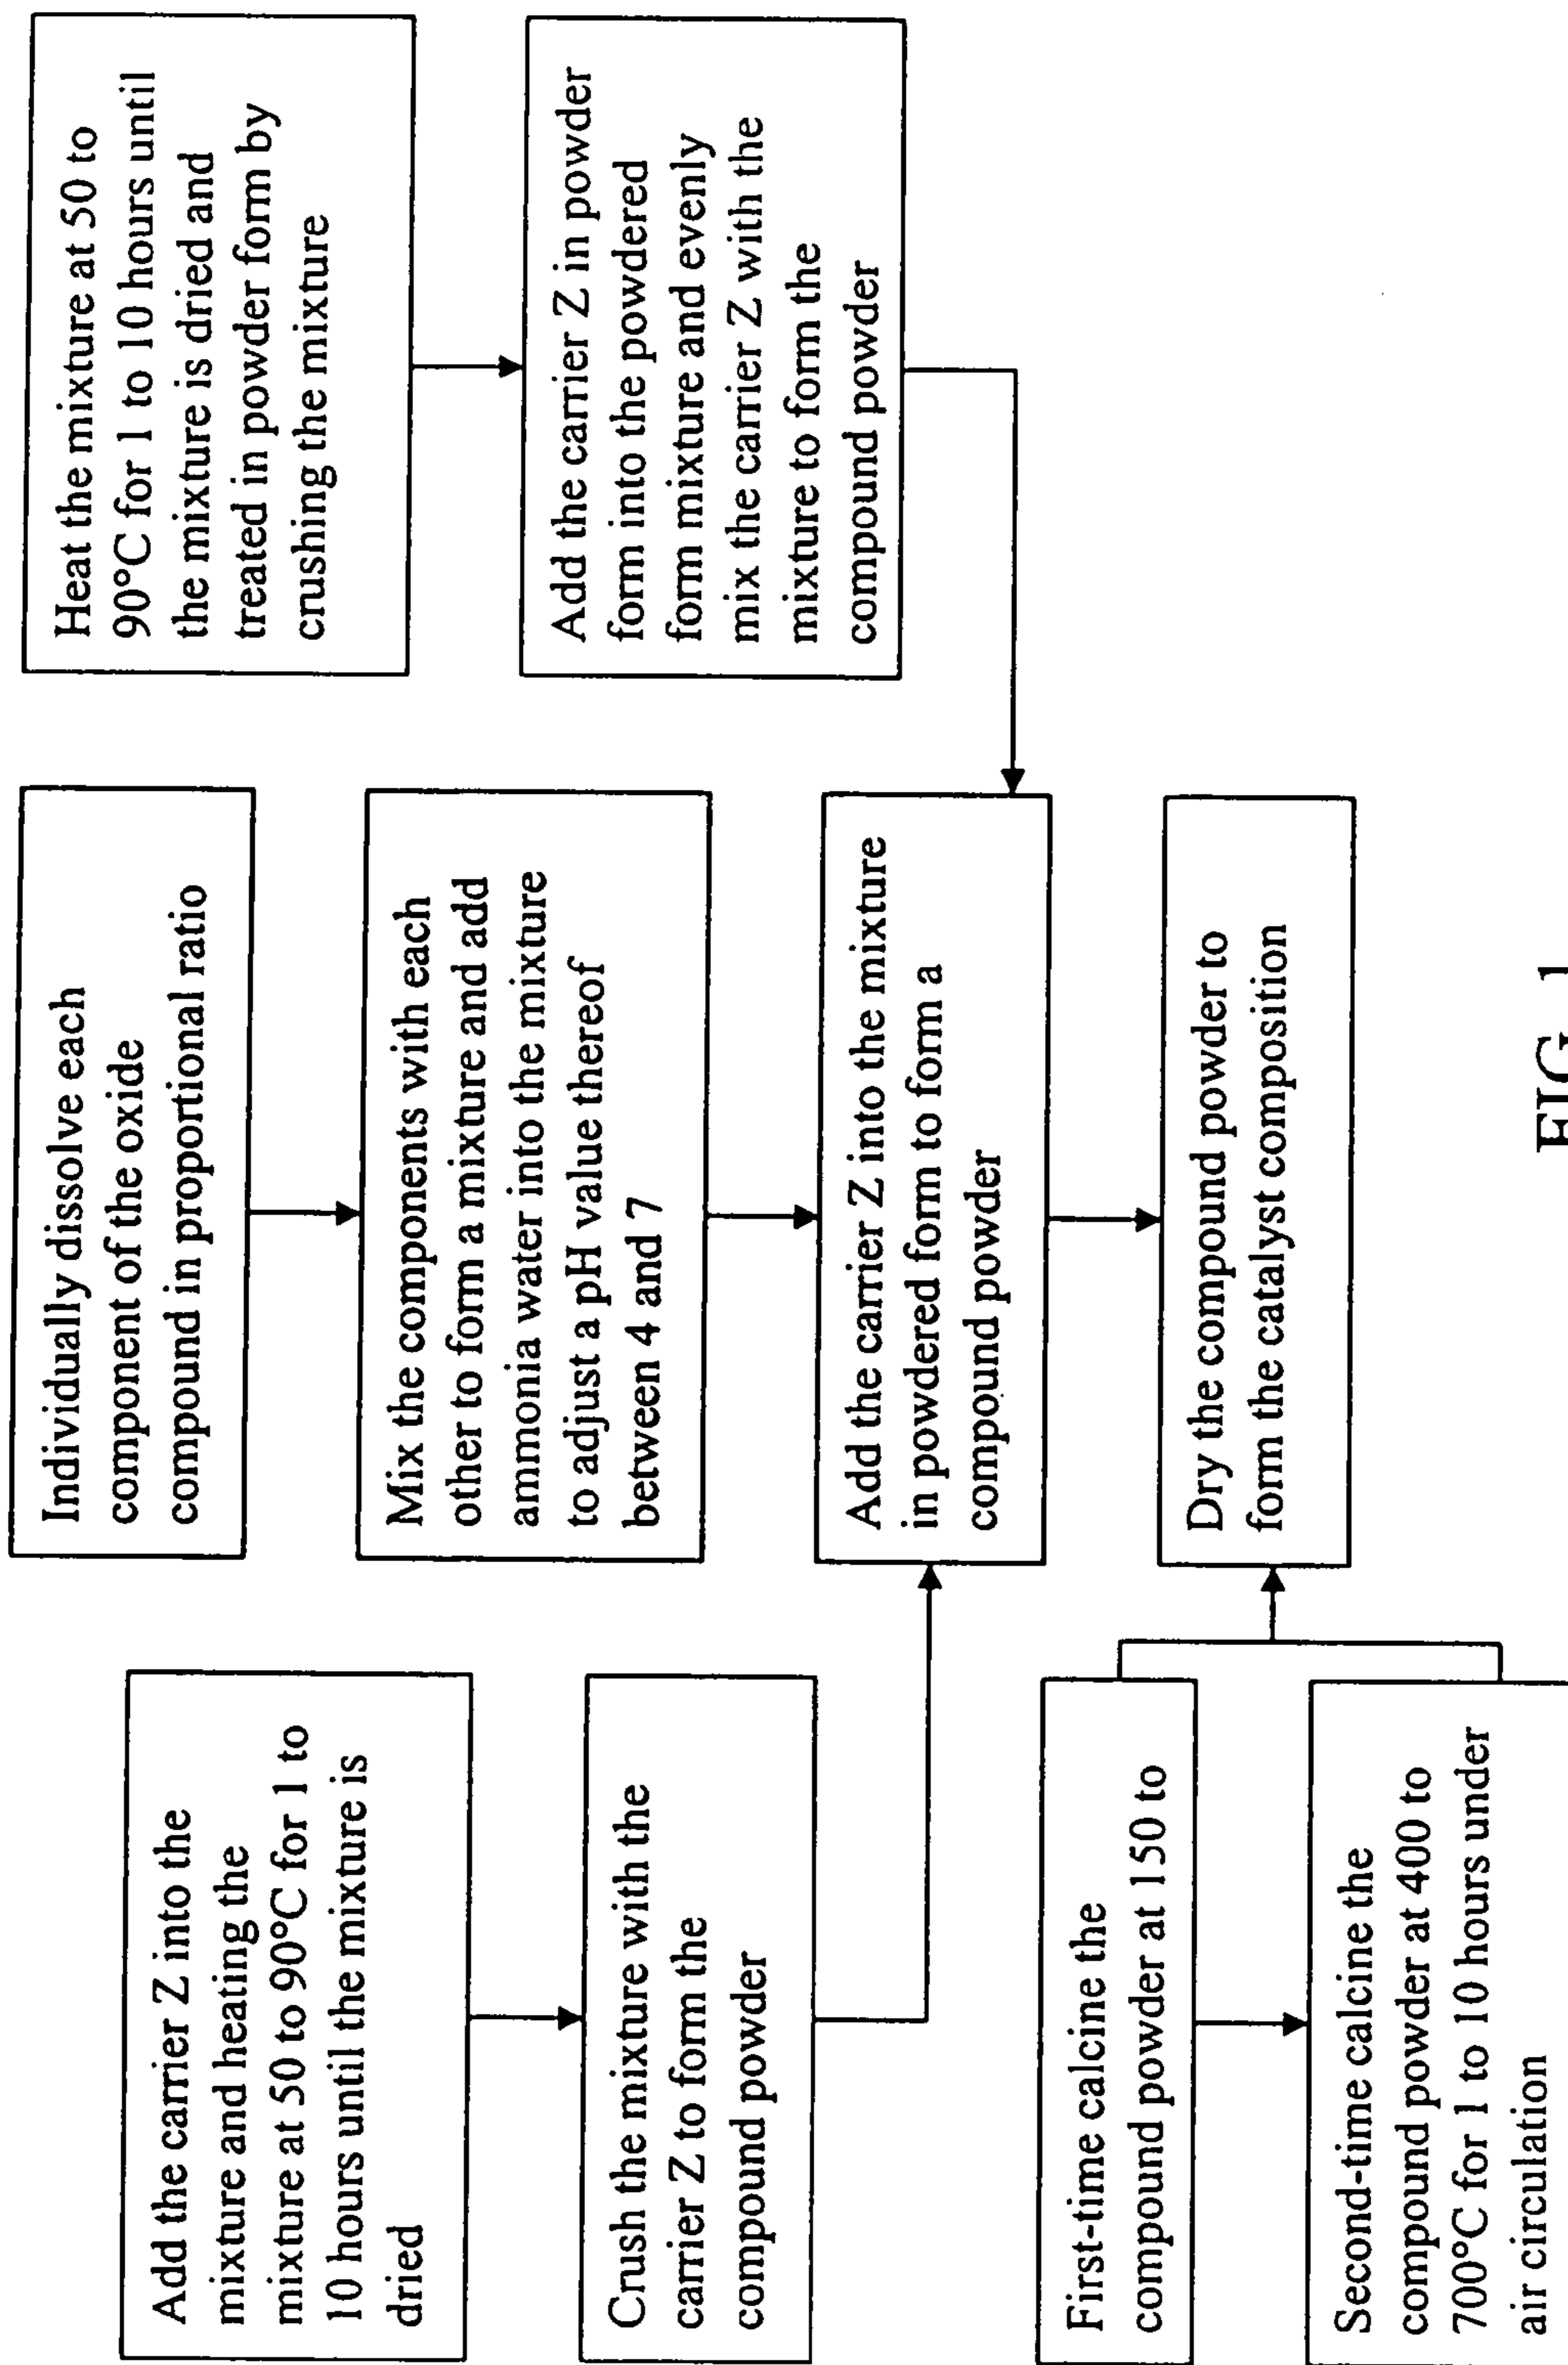 Individually dissolve each
component of the oxide
compound in proportional ratio
Mix the components with each
other to form a mixture and add
ammonia water into the mixture
to adjust a pH value thereof
between 4 and 7
Add the carrier Z into the
mixture and heating the
mixture at 50 to 90°C for 1 to
10 hours until the mixture is
dried
Crush the mixture with the
carrier Z to form the
compound powder
Heat the mixture at 50 to
90°C for 1 to 10 hours until
the mixture is dried and
treated in powder form by
crushing the mixture
Add the carrier Z in powder
form into the powdered
form mixture and evenly
mix the carrier Z with the
mixture to form the
compound powder
Add the carrier Z into the mixture
in powdered form to form a
compound powder
First-time calcine the
compound powder at 150 to
Second-time calcine the
compound powder at 400 to
700°C for 1 to 10 hours under
air circulation
Dry the compound powder to
form the catalyst composition
FIG. 1